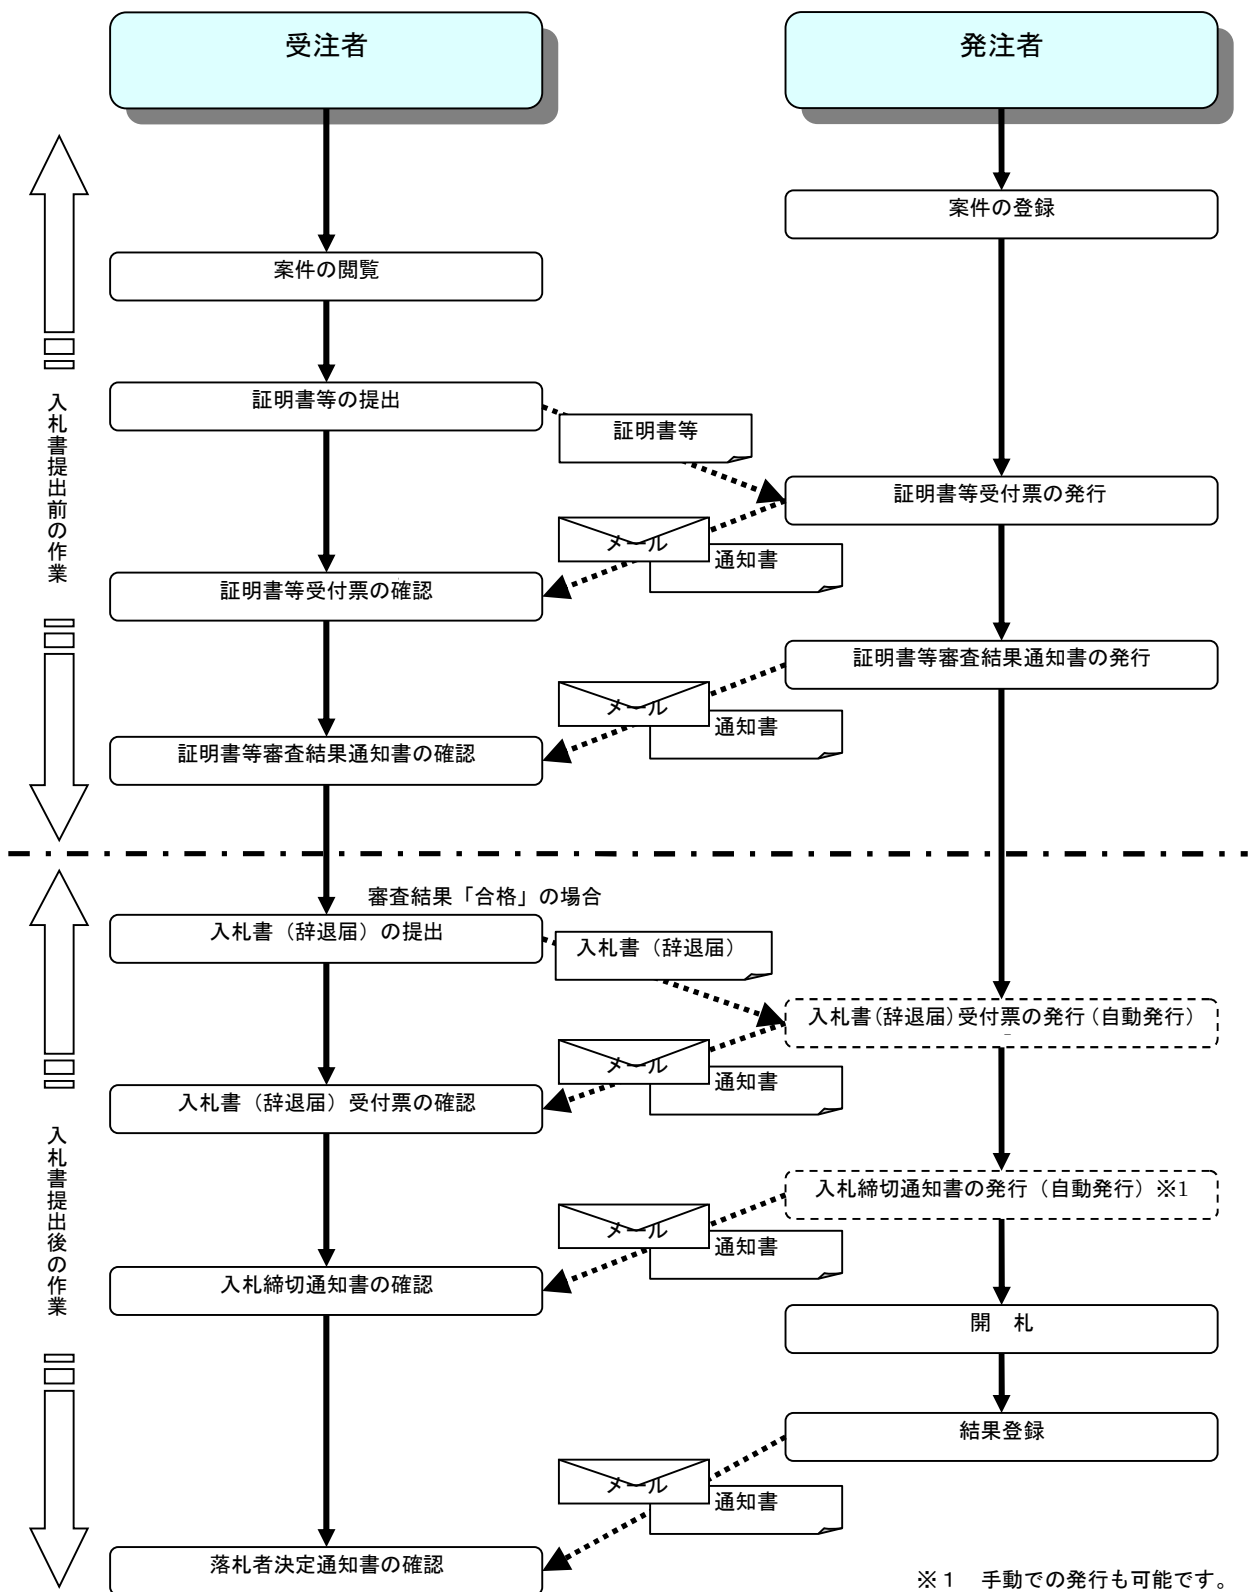 受注者
発注者
案件の登録
案件の閲覧
証明書等の提出
証明書等
証明書等受付票の発行
メール
通知書
証明書等受付票の確認
入札書提出前の作業
証明書等審査結果通知書の発行
メール
通知書
証明書等審査結果通知書の確認
審査結果「合格」の場合
入札書（辞退届）の提出
入札書（辞退届）
入札書（辞退届）受付票の発行（自動発行）
メール
通知書
入札書（辞退届）受付票の確認
入札書提出後の作業
入札締切通知書の発行（自動発行）※1
メール
通知書
入札締切通知書の確認
開　札
結果登録
メール
通知書
落札者決定通知書の確認
※１　手動での発行も可能です。